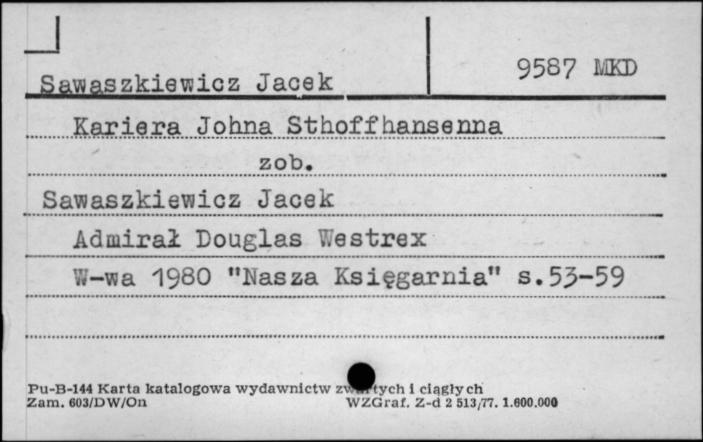 Sawaszkiewicz Jacek 9587 MKD
Kariera Johna Sthoffhansenna
zob.
Sawaszkiewicz Jacek
Admirał Douglas Westrex
W-wa 1980 "Nasza Księgarnia" s.53-59
Pu-B-144 Karta katalogowa wydawnictw zwartych i ciągłych
Zam. 603/DW/On WZGraf. Z-d 2 513/77. 1.600.000